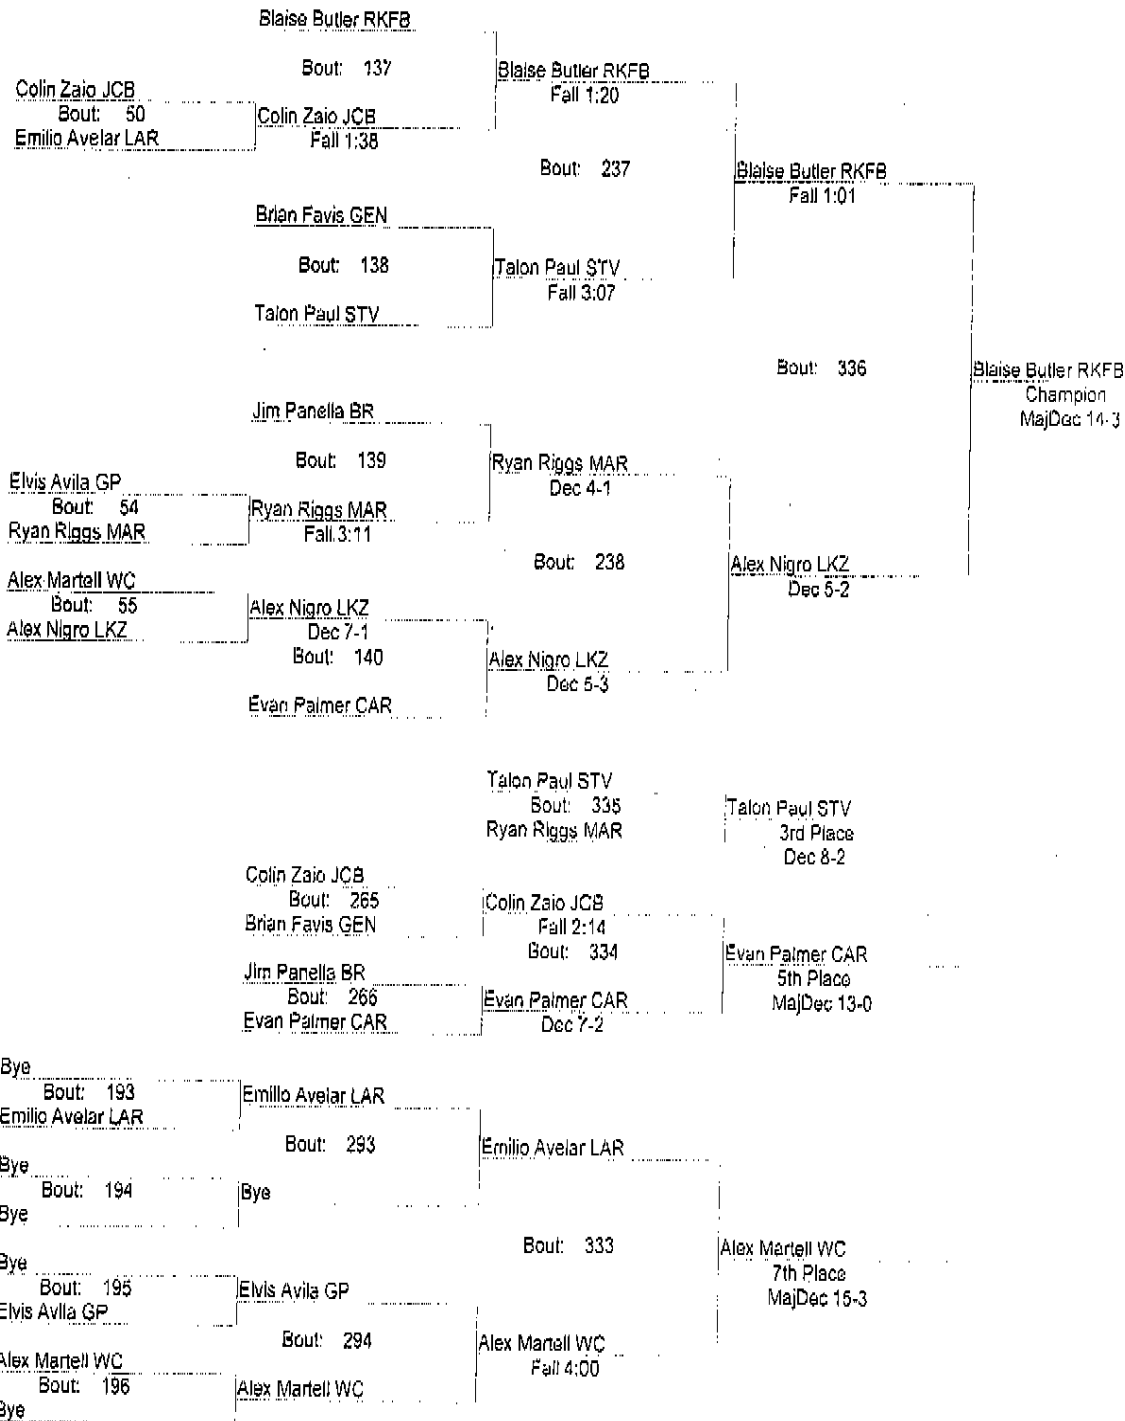 Blaise Butler RKFB
Bout: 137
Blaise Butler RKFB
Fall 1:20
Colin Zaio JCB
Bout: 50
Emilio Avelar LAR
Colin Zaio JCB
Fall 1:38
Bout: 237
Blaise Butler RKFB
Fall 1:01
Brian Favis GEN
Bout: 138
Talon Paul STV
Talon Paul STV
Fall 3:07
Bout: 336
Blaise Butler RKFB
Champion
MajDec 14-3
Jim Panella BR
Bout: 139
Ryan Riggs MAR
Dec 4-1
Elvis Avila GP
Bout: 54
Ryan Riggs MAR
Ryan Riggs MAR
Fall 3:11
Bout: 238
Alex Nigro LKZ
Dec 5-2
Alex Martell WC
Bout: 55
Alex Nigro LKZ
Alex Nigro LKZ
Dec 7-1
Bout: 140
Alex Nigro LKZ
Dec 5-3
Evan Palmer CAR
Talon Paul STV
Bout: 335
Ryan Riggs MAR
Talon Paul STV
3rd Place
Dec 8-2
Colin Zaio JCB
Bout: 265
Brian Favis GEN
Colin Zaio JCB
Fall 2:14
Bout: 334
Evan Palmer CAR
5th Place
MajDec 13-0
Jim Panella BR
Bout: 266
Evan Palmer CAR
Evan Palmer CAR
Dec 7-2
Bye
Bout: 193
Emilio Avelar LAR
Emilio Avelar LAR
Bout: 293
Emilio Avelar LAR
Bye
Bout: 194
Bye
Bye
Bout: 333
Alex Martell WC
7th Place
MajDec 15-3
Bye
Bout: 195
Elvis Avila GP
Elvis Avila GP
Bout: 294
Alex Martell WC
Fall 4:00
Alex Martell WC
Bout: 196
Bye
Alex Martell WC